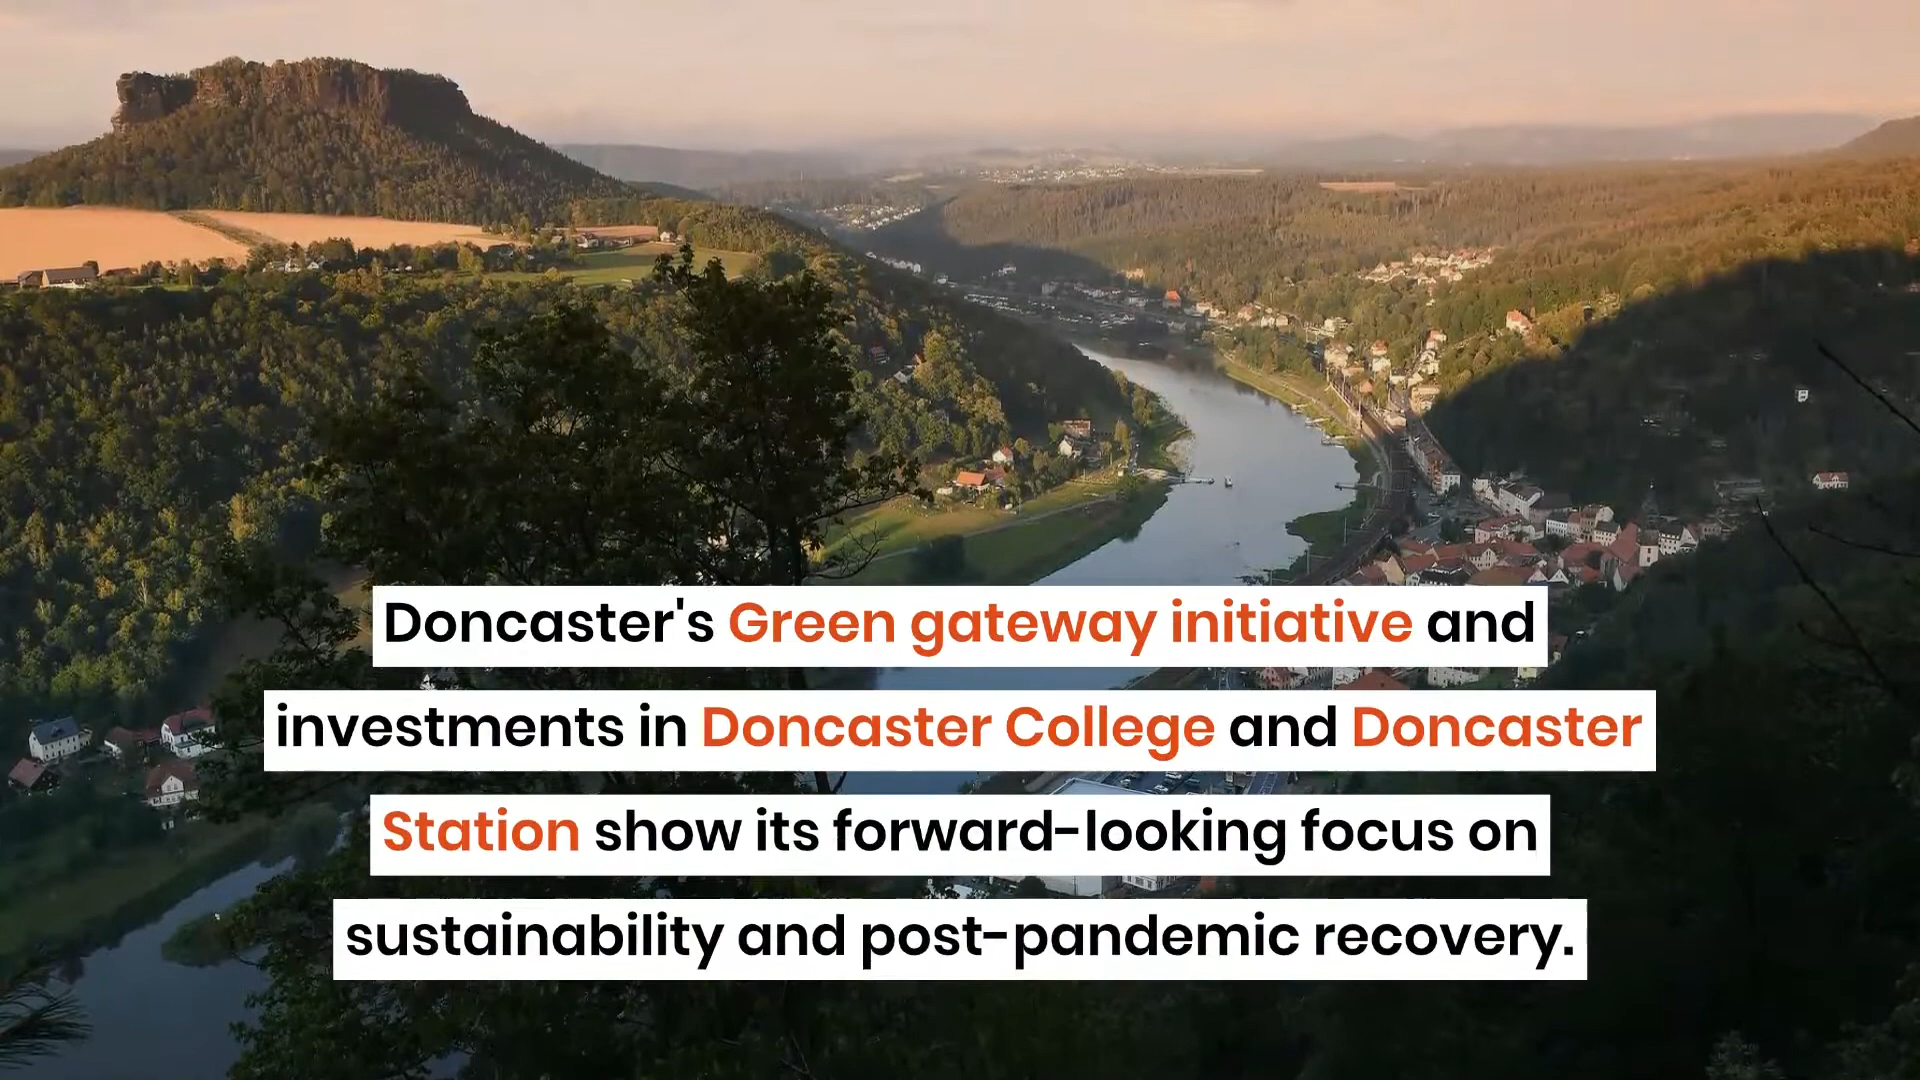 Doncaster's Green gateway initiative and
investments in Doncaster College and Doncaster
Station show its forward-looking focus on
sustainability and post-pandemic recovery.